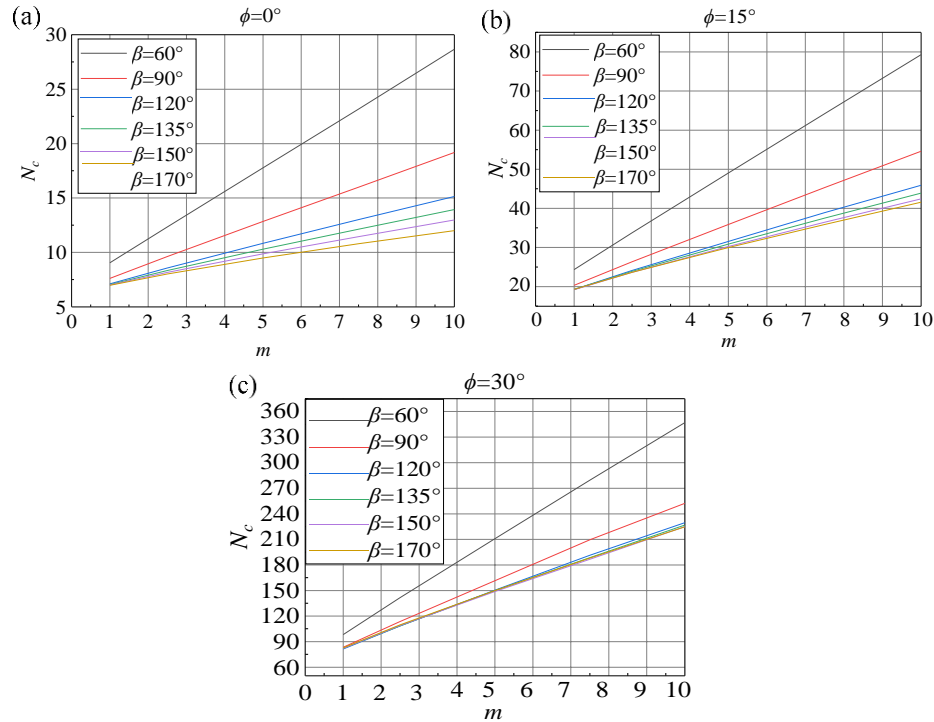 (a)
ϕ=0°
30
25
20
15
10
5
N_c
β=60°
β=90°
β=120°
β=135°
β=150°
β=170°
0 1 2 3 4 5 6 7 8 9 10
m
(b)
ϕ=15°
80
70
60
50
40
30
20
N_c
β=60°
β=90°
β=120°
β=135°
β=150°
β=170°
0 1 2 3 4 5 6 7 8 9 10
m
(c)
ϕ=30°
360
330
300
270
240
210
180
150
120
90
60
N_c
β=60°
β=90°
β=120°
β=135°
β=150°
β=170°
0 1 2 3 4 5 6 7 8 9 10
m